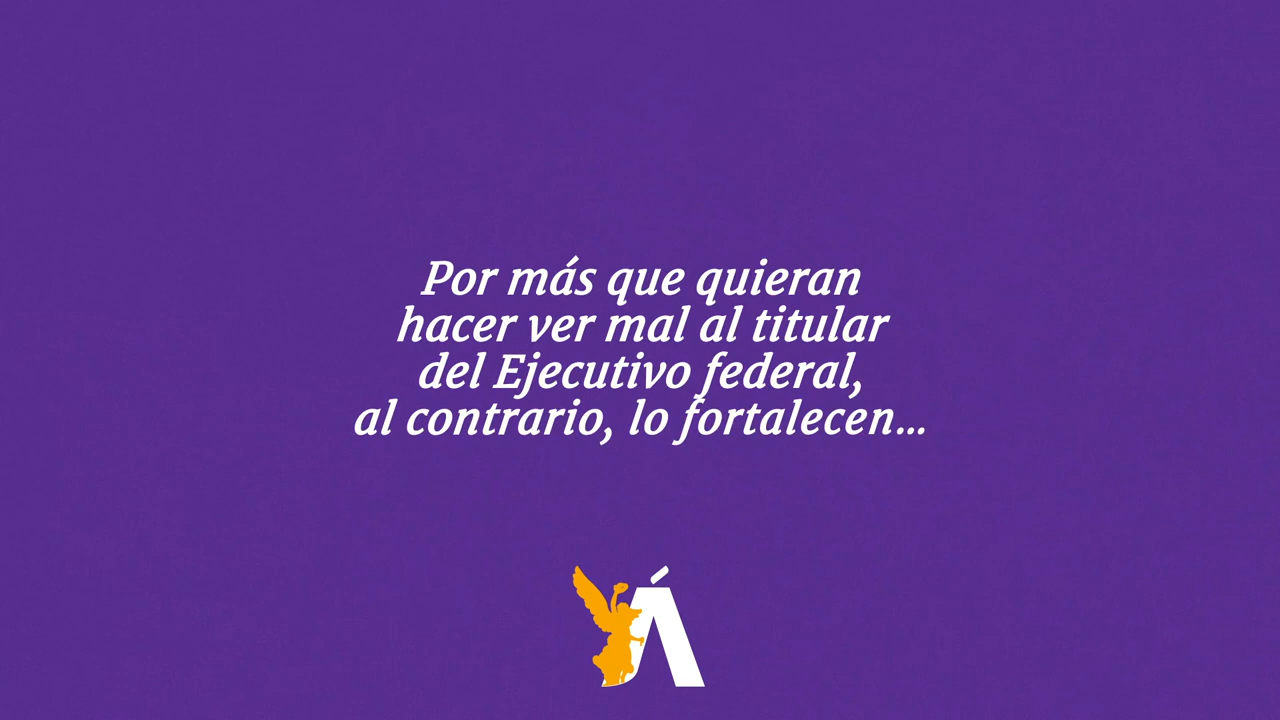 Por más que quieran
hacer ver mal al titular
del Ejecutivo federal,
al contrario, lo fortalecen...
Á